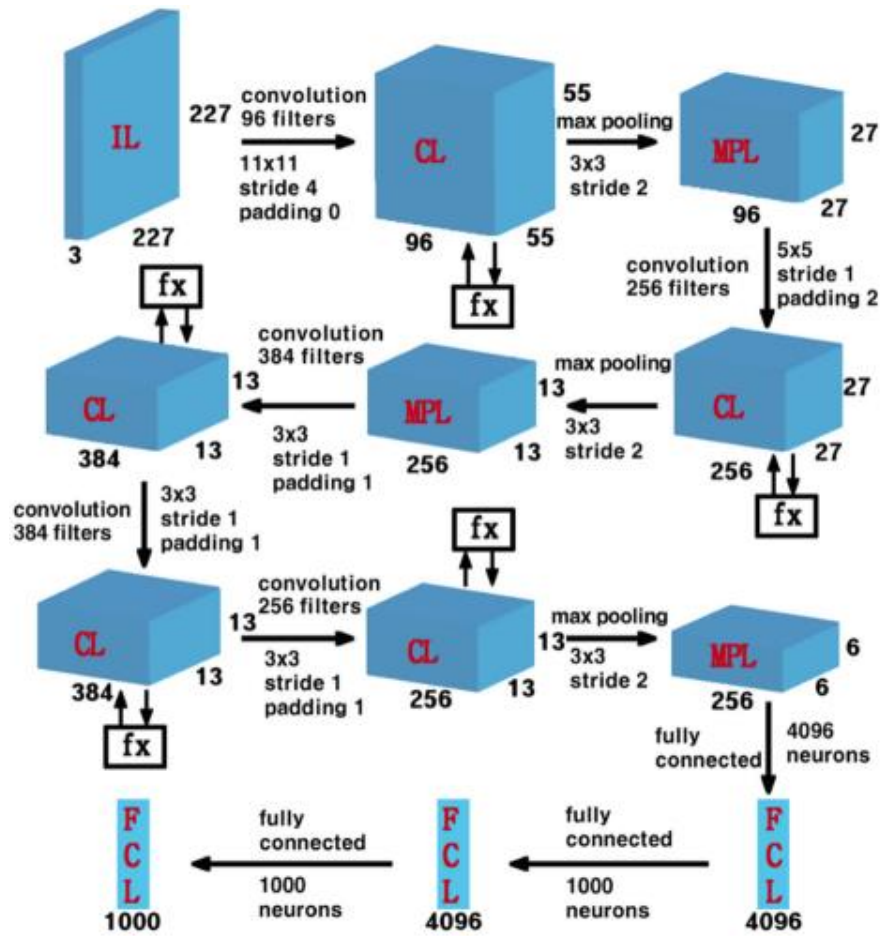 IL
227
227
3
convolution
96 filters
11x11
stride 4
padding 0
CL
55
55
96
fx
max pooling
3x3
stride 2
MPL
27
27
96
convolution
256 filters
5x5
stride 1
padding 2
CL
27
27
256
fx
max pooling
3x3
stride 2
MPL
13
13
256
convolution
384 filters
3x3
stride 1
padding 1
fx
CL
13
13
384
convolution
384 filters
3x3
stride 1
padding 1
CL
13
13
384
fx
convolution
256 filters
3x3
stride 1
padding 1
fx
CL
13
13
256
max pooling
3x3
stride 2
MPL
6
6
256
fully
connected
4096
neurons
F
C
L
4096
fully
connected
1000
neurons
F
C
L
4096
fully
connected
1000
neurons
F
C
L
1000